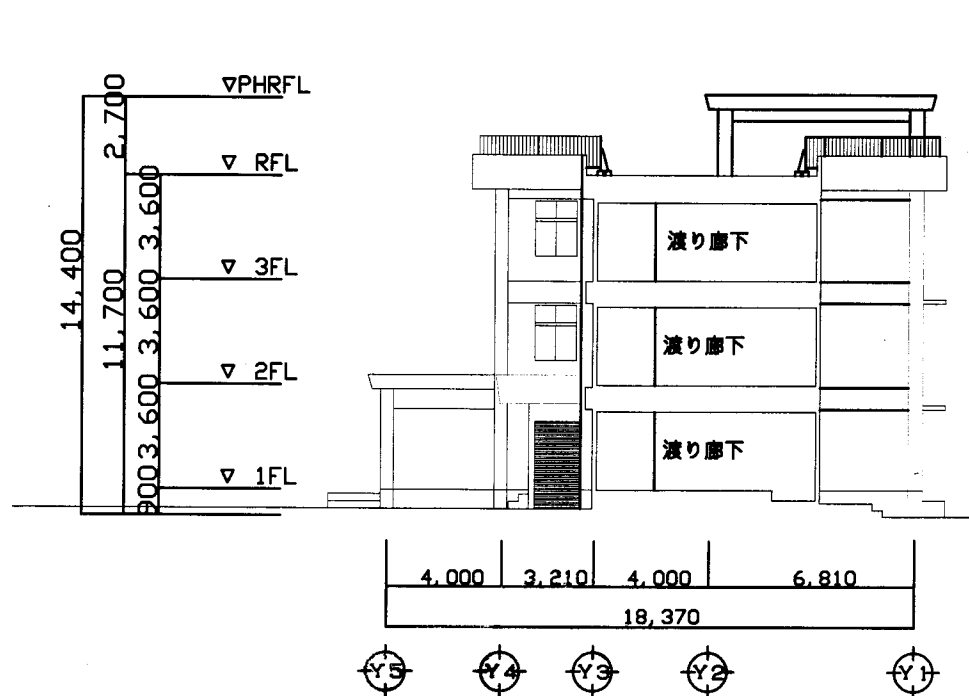 ▽PHRFL
2,700
▽ RFL
3,600
渡り廊下
14,400
▽ 3FL
11,700
3,600
渡り廊下
▽ 2FL
3,600
渡り廊下
▽ 1FL
900
4,000 3,210 4,000 6,810
18,370
Y5 Y4 Y3 Y2 Y1